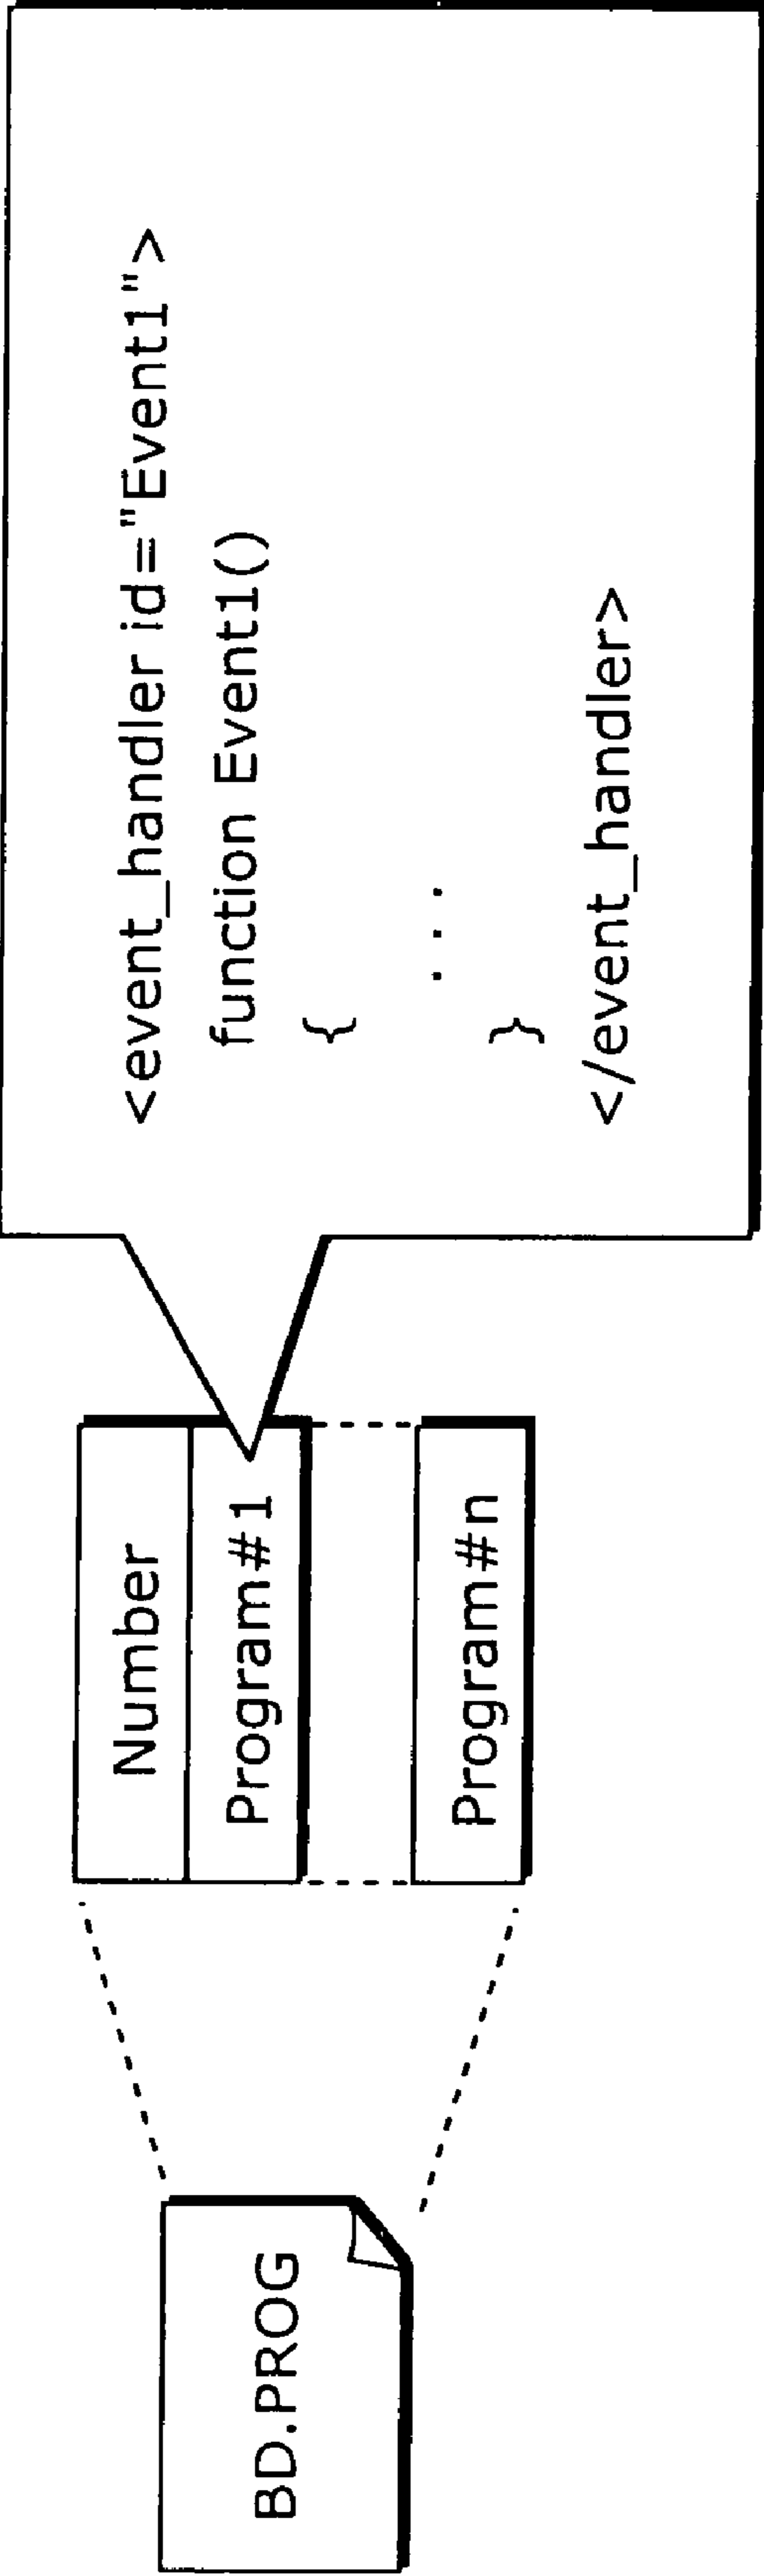 BD.PROG
Number
Program#1
Program#n
<event_handler id="Event1">
function Event1()
{
...
}
</event_handler>